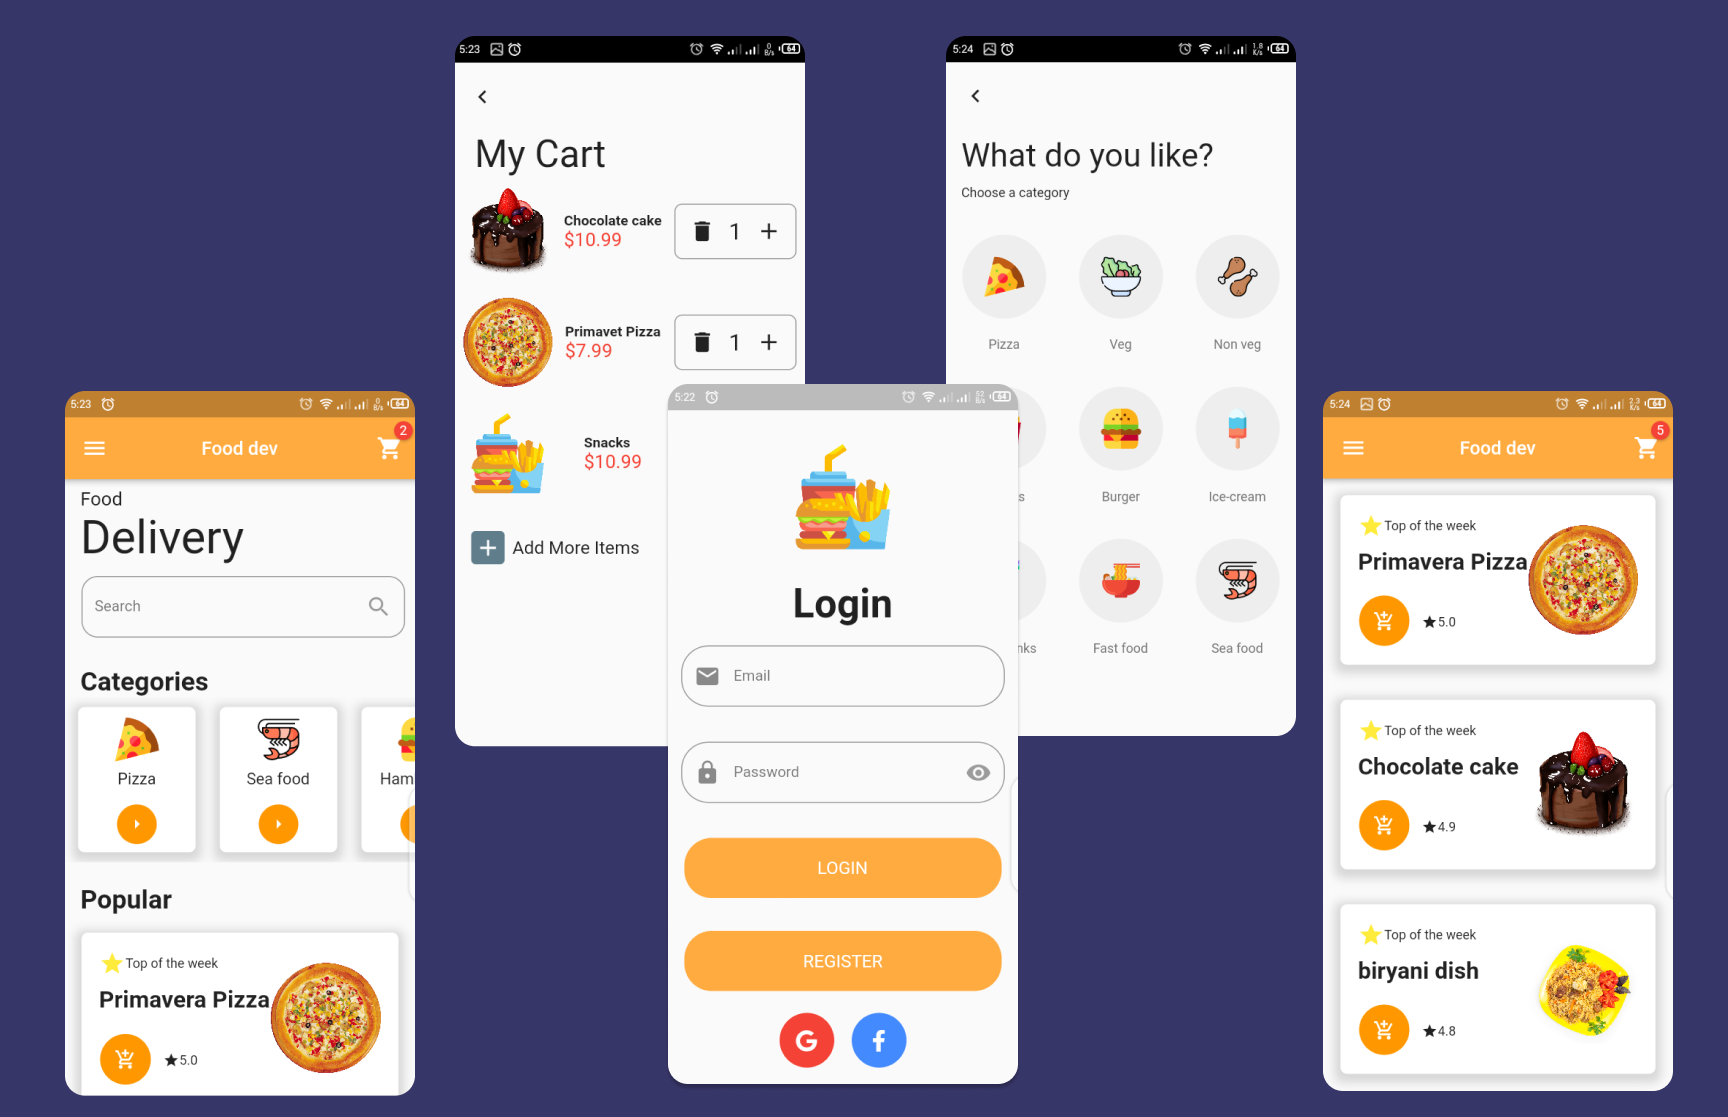 5:23
64
Food dev
2
Food
Delivery
Search
Categories
Pizza
Sea food
Ham
Popular
Top of the week
Primavera Pizza
5.0
5:23
64
My Cart
Chocolate cake
$10.99
1
Primavet Pizza
$7.99
1
Snacks
$10.99
Add More Items
5:22
64
Login
Email
Password
LOGIN
REGISTER
G
f
5:24
64
What do you like?
Choose a category
Pizza
Veg
Non veg
s
Burger
Ice-cream
nks
Fast food
Sea food
5:24
64
Food dev
5
Top of the week
Primavera Pizza
5.0
Top of the week
Chocolate cake
4.9
Top of the week
biryani dish
4.8